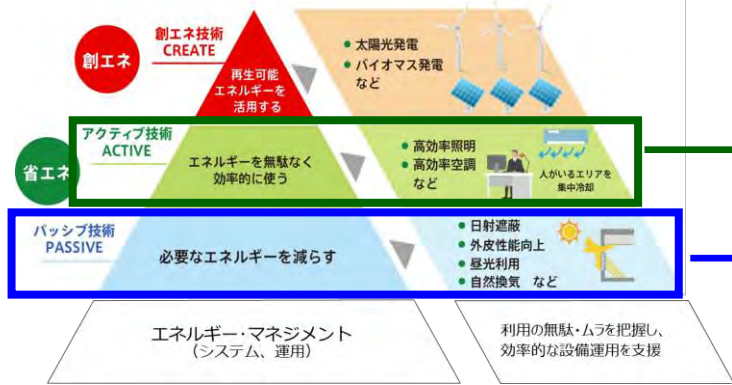 創エネ
創エネ技術
CREATE
再生可能
エネルギーを
活用する
● 太陽光発電
● バイオマス発電
など
省エネ
アクティブ技術
ACTIVE
エネルギーを無駄なく
効率的に使う
● 高効率照明
● 高効率空調
など
人がいるエリアを
集中冷却
パッシブ技術
PASSIVE
必要なエネルギーを減らす
● 日射遮蔽
● 外皮性能向上
● 昼光利用
● 自然換気　など
エネルギー・マネジメント
（システム、運用）
利用の無駄・ムラを把握し、
効率的な設備運用を支援